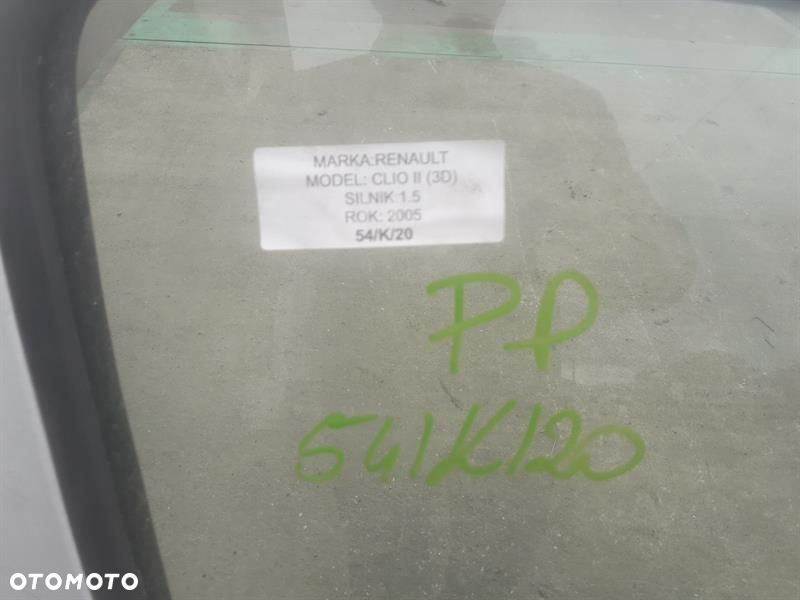 MARKA:RENAULT
MODEL: CLIO II (3D)
SILNIK:1.5
ROK: 2005
54/K/20
PP
54/K/20
OTOMOTO